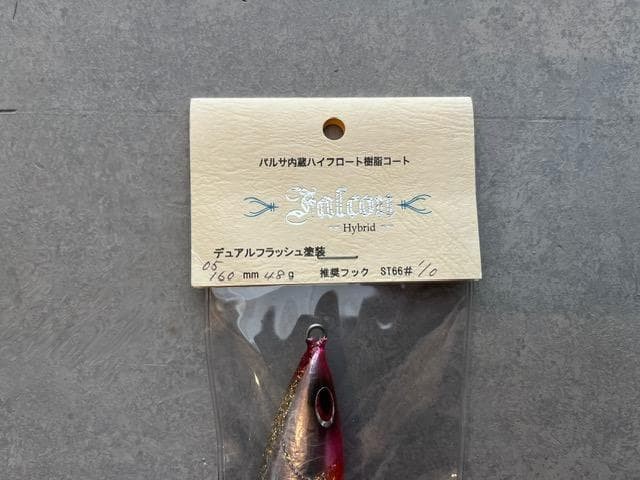 バルサ内蔵ハイフロート樹脂コート
Falcon
Hybrid
デュアルフラッシュ塗装
05
160 mm 48 g 推奨フック ST66# 1/0